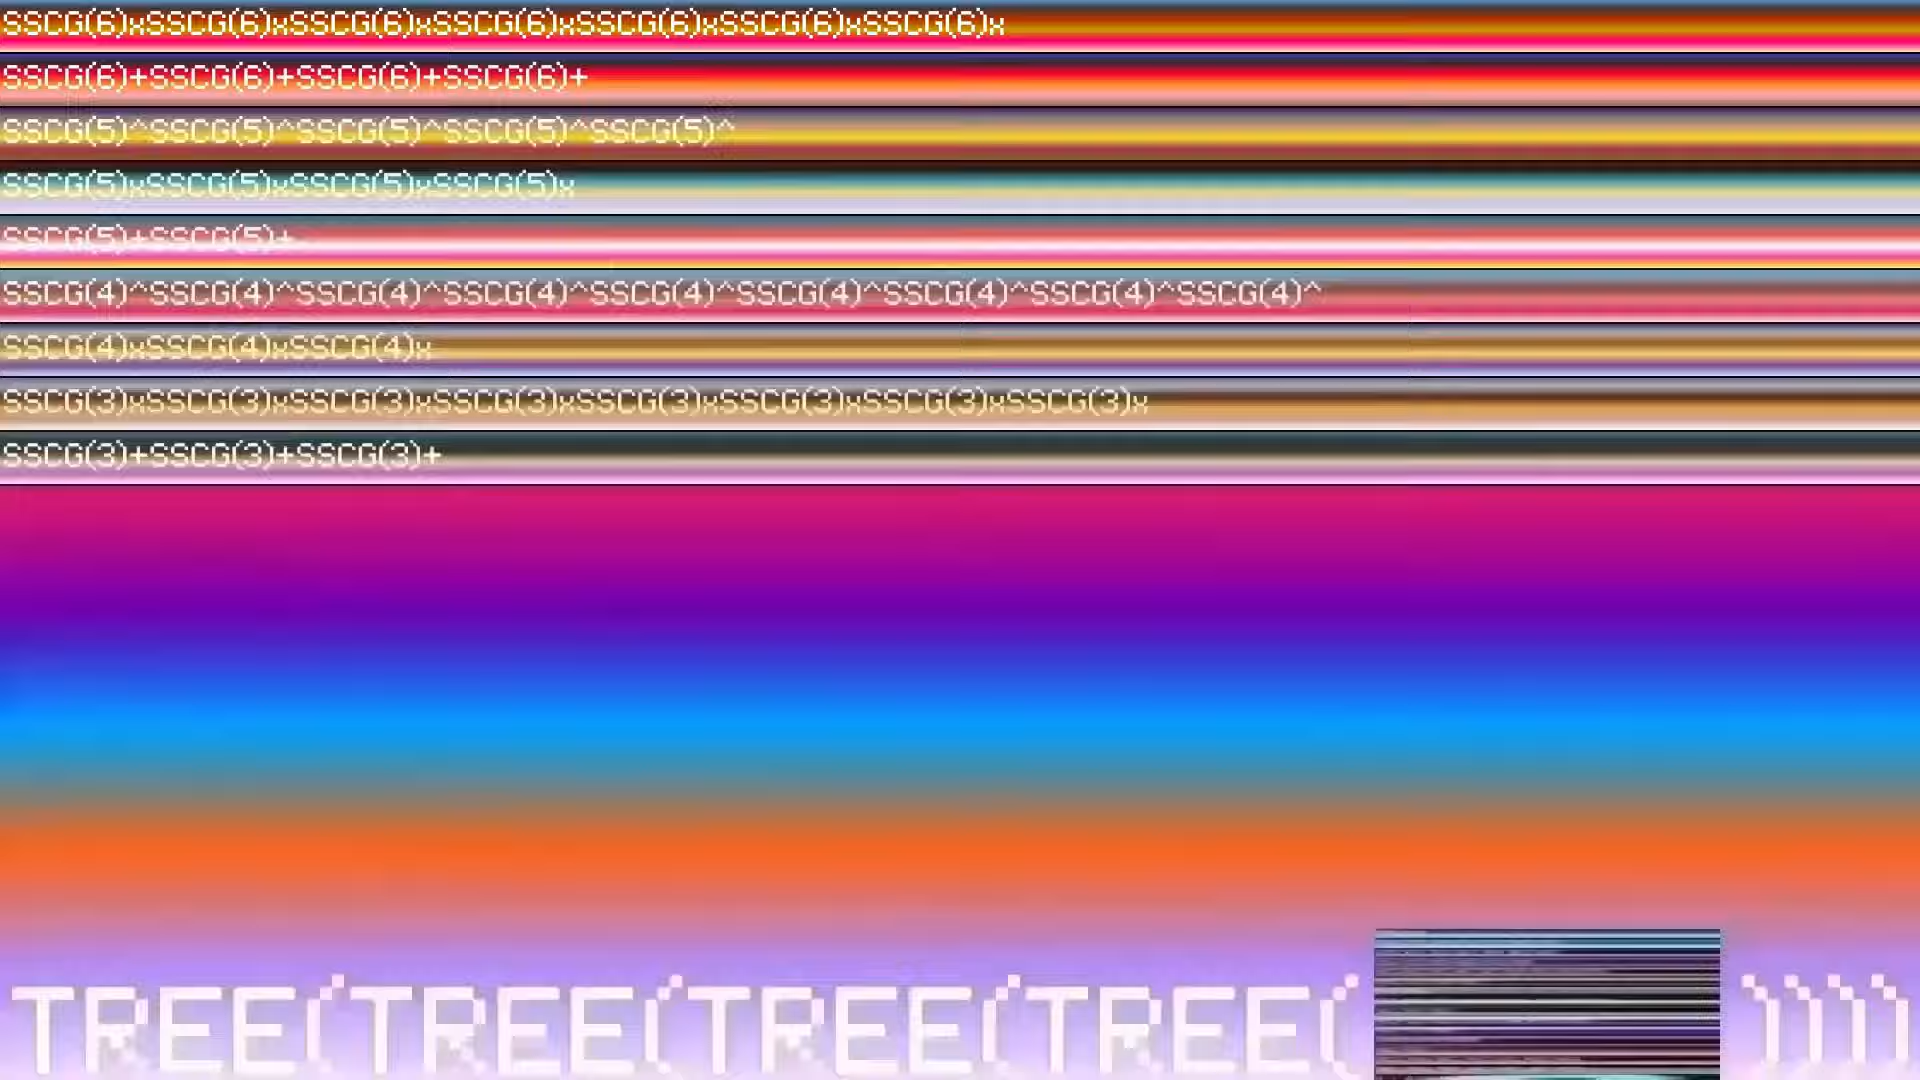 SSCG(6)xSSCG(6)xSSCG(6)xSSCG(6)xSSCG(6)xSSCG(6)xSSCG(6)x
SSCG(6)+SSCG(6)+SSCG(6)+SSCG(6)+
SSCG(5)^SSCG(5)^SSCG(5)^SSCG(5)^SSCG(5)^
SSCG(5)xSSCG(5)xSSCG(5)xSSCG(5)x
SSCG(5)+SSCG(5)+
SSCG(4)^SSCG(4)^SSCG(4)^SSCG(4)^SSCG(4)^SSCG(4)^SSCG(4)^SSCG(4)^SSCG(4)^
SSCG(4)xSSCG(4)xSSCG(4)x
SSCG(3)xSSCG(3)xSSCG(3)xSSCG(3)xSSCG(3)xSSCG(3)xSSCG(3)xSSCG(3)x
SSCG(3)+SSCG(3)+SSCG(3)+
TREE(TREE(TREE(TREE( ))))